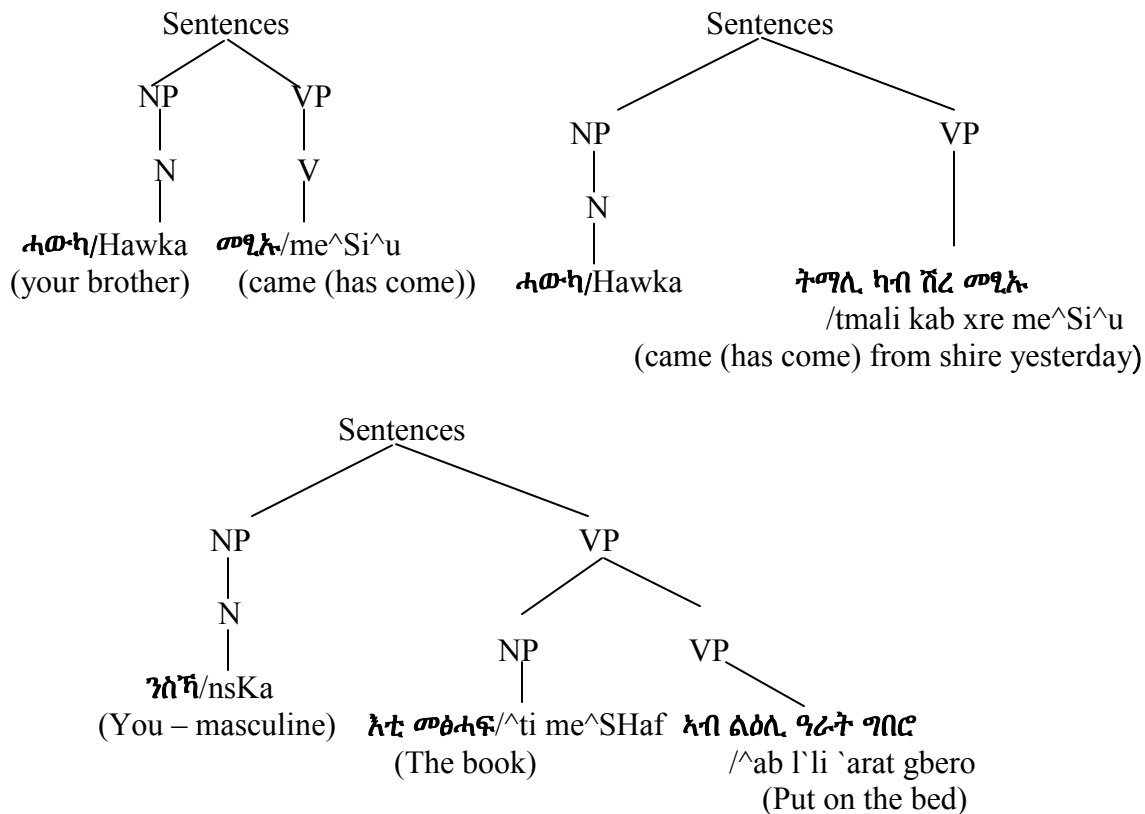 Sentences
NP VP
N V
ሓውካ/Hawka መፂኡ/me^Si^u
(your brother) (came (has come))
Sentences
NP VP
N
ሓውካ/Hawka ትማሊ ካብ ሽረ መፂኡ
/tmali kab xre me^Si^u
(came (has come) from shire yesterday)
Sentences
NP VP
N
NP VP
ንስኻ/nsKa
(You – masculine)
እቲ መፅሓፍ/^ti me^SHaf ኣብ ልዕሊ ዓራት ግበሮ
(The book) /^ab l`li `arat gbero
(Put on the bed)